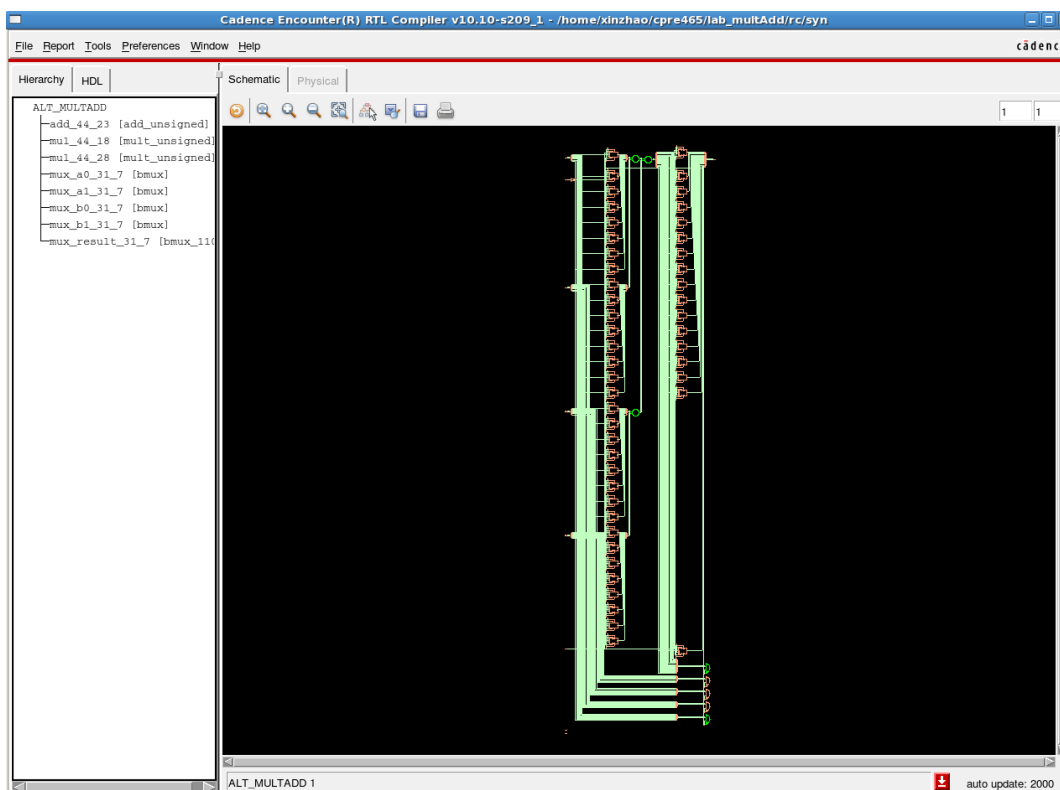 Cadence Encounter(R) RTL Compiler v10.10-s209_1 - /home/xinzhao/cpre465/lab_multAdd/rc/syn
File Report Tools Preferences Window Help
cādenc
Hierarchy HDL
Schematic Physical
1 1
ALT_MULTADD
add_44_23 [add_unsigned]
mul_44_18 [mult_unsigned]
mul_44_28 [mult_unsigned]
mux_a0_31_7 [bmux]
mux_a1_31_7 [bmux]
mux_b0_31_7 [bmux]
mux_b1_31_7 [bmux]
mux_result_31_7 [bmux_110
ALT_MULTADD 1
auto update: 2000